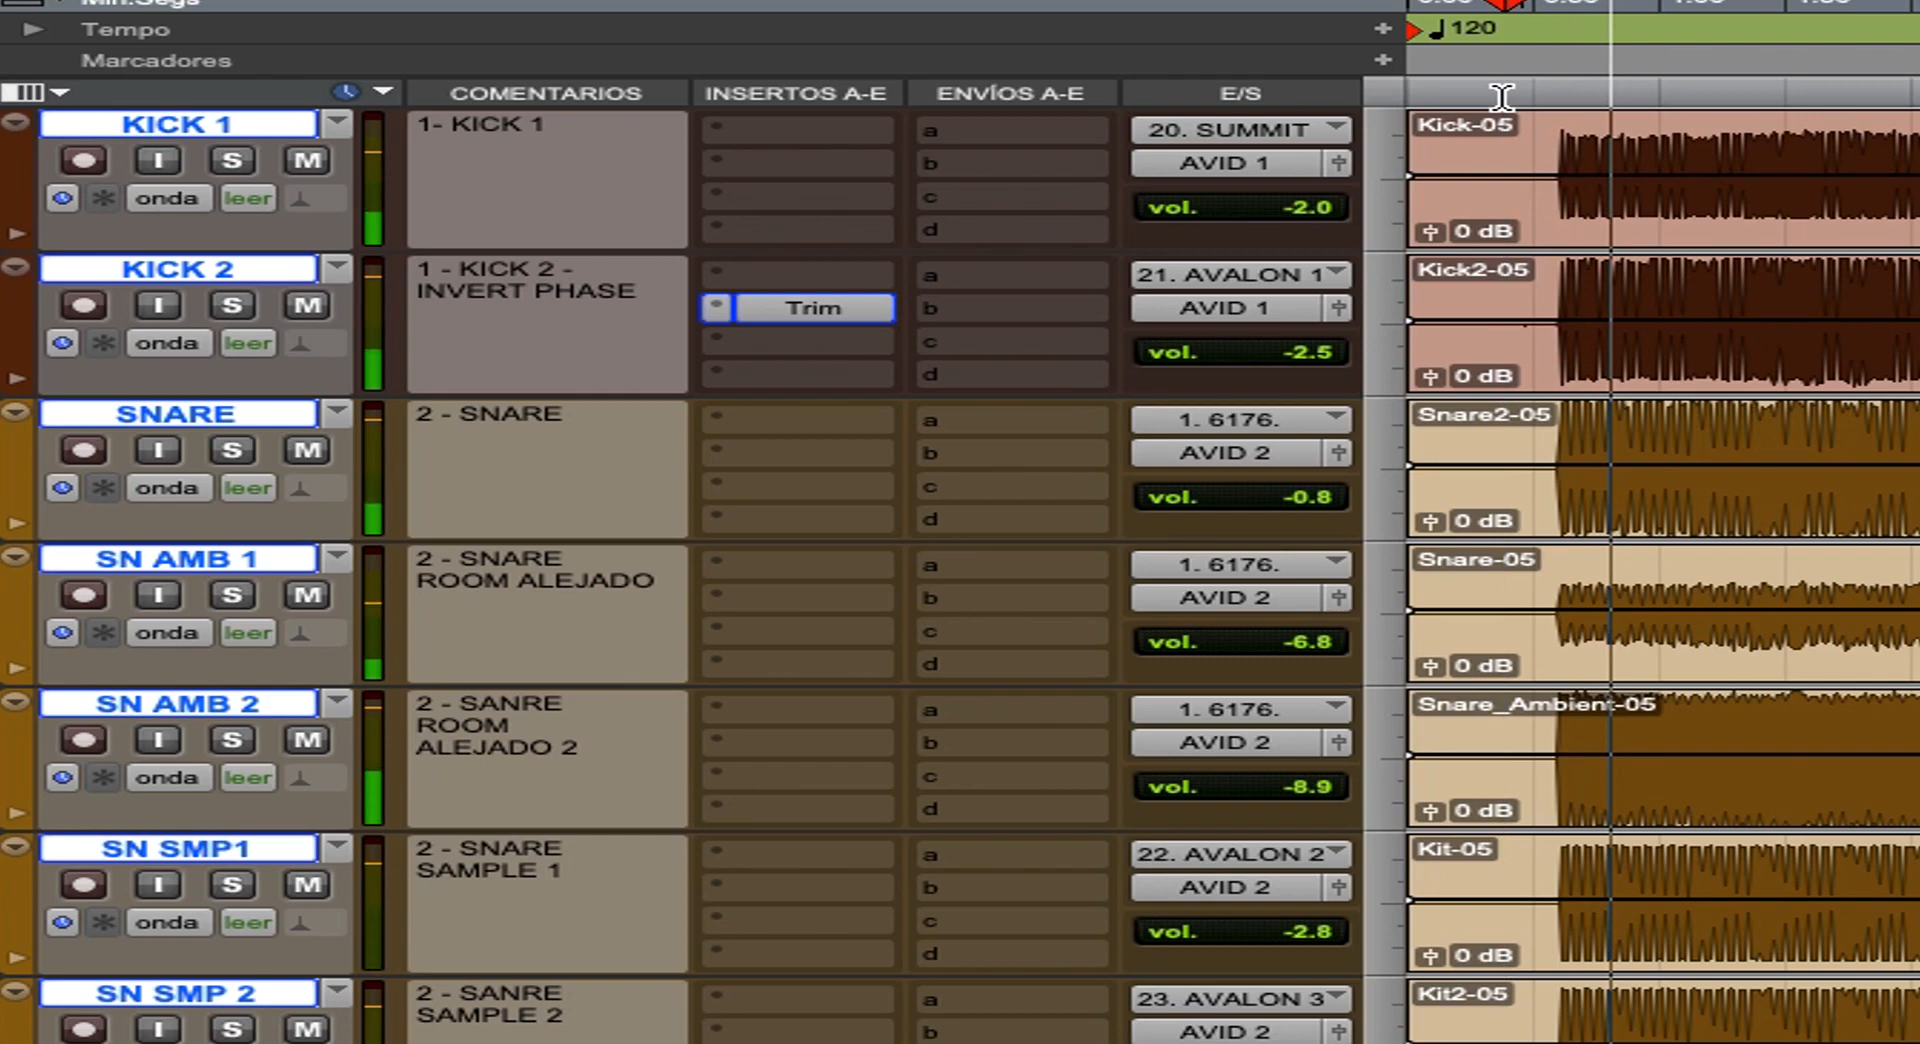 Min:Segs
Tempo
120
Marcadores
COMENTARIOS INSERTOS A-E ENVÍOS A-E E/S
KICK 1
I S M
onda leer
1- KICK 1
a
b
c
d
20. SUMMIT
AVID 1
vol. -2.0
Kick-05
0 dB
KICK 2
I S M
onda leer
1 - KICK 2 -
INVERT PHASE
Trim
a
b
c
d
21. AVALON 1
AVID 1
vol. -2.5
Kick2-05
0 dB
SNARE
I S M
onda leer
2 - SNARE
a
b
c
d
1. 6176.
AVID 2
vol. -0.8
Snare2-05
0 dB
SN AMB 1
I S M
onda leer
2 - SNARE
ROOM ALEJADO
a
b
c
d
1. 6176.
AVID 2
vol. -6.8
Snare-05
0 dB
SN AMB 2
I S M
onda leer
2 - SANRE
ROOM
ALEJADO 2
a
b
c
d
1. 6176.
AVID 2
vol. -8.9
Snare_Ambient-05
0 dB
SN SMP1
I S M
onda leer
2 - SNARE
SAMPLE 1
a
b
c
d
22. AVALON 2
AVID 2
vol. -2.8
Kit-05
0 dB
SN SMP 2
I S M
2 - SANRE
SAMPLE 2
a
b
23. AVALON 3
AVID 2
Kit2-05